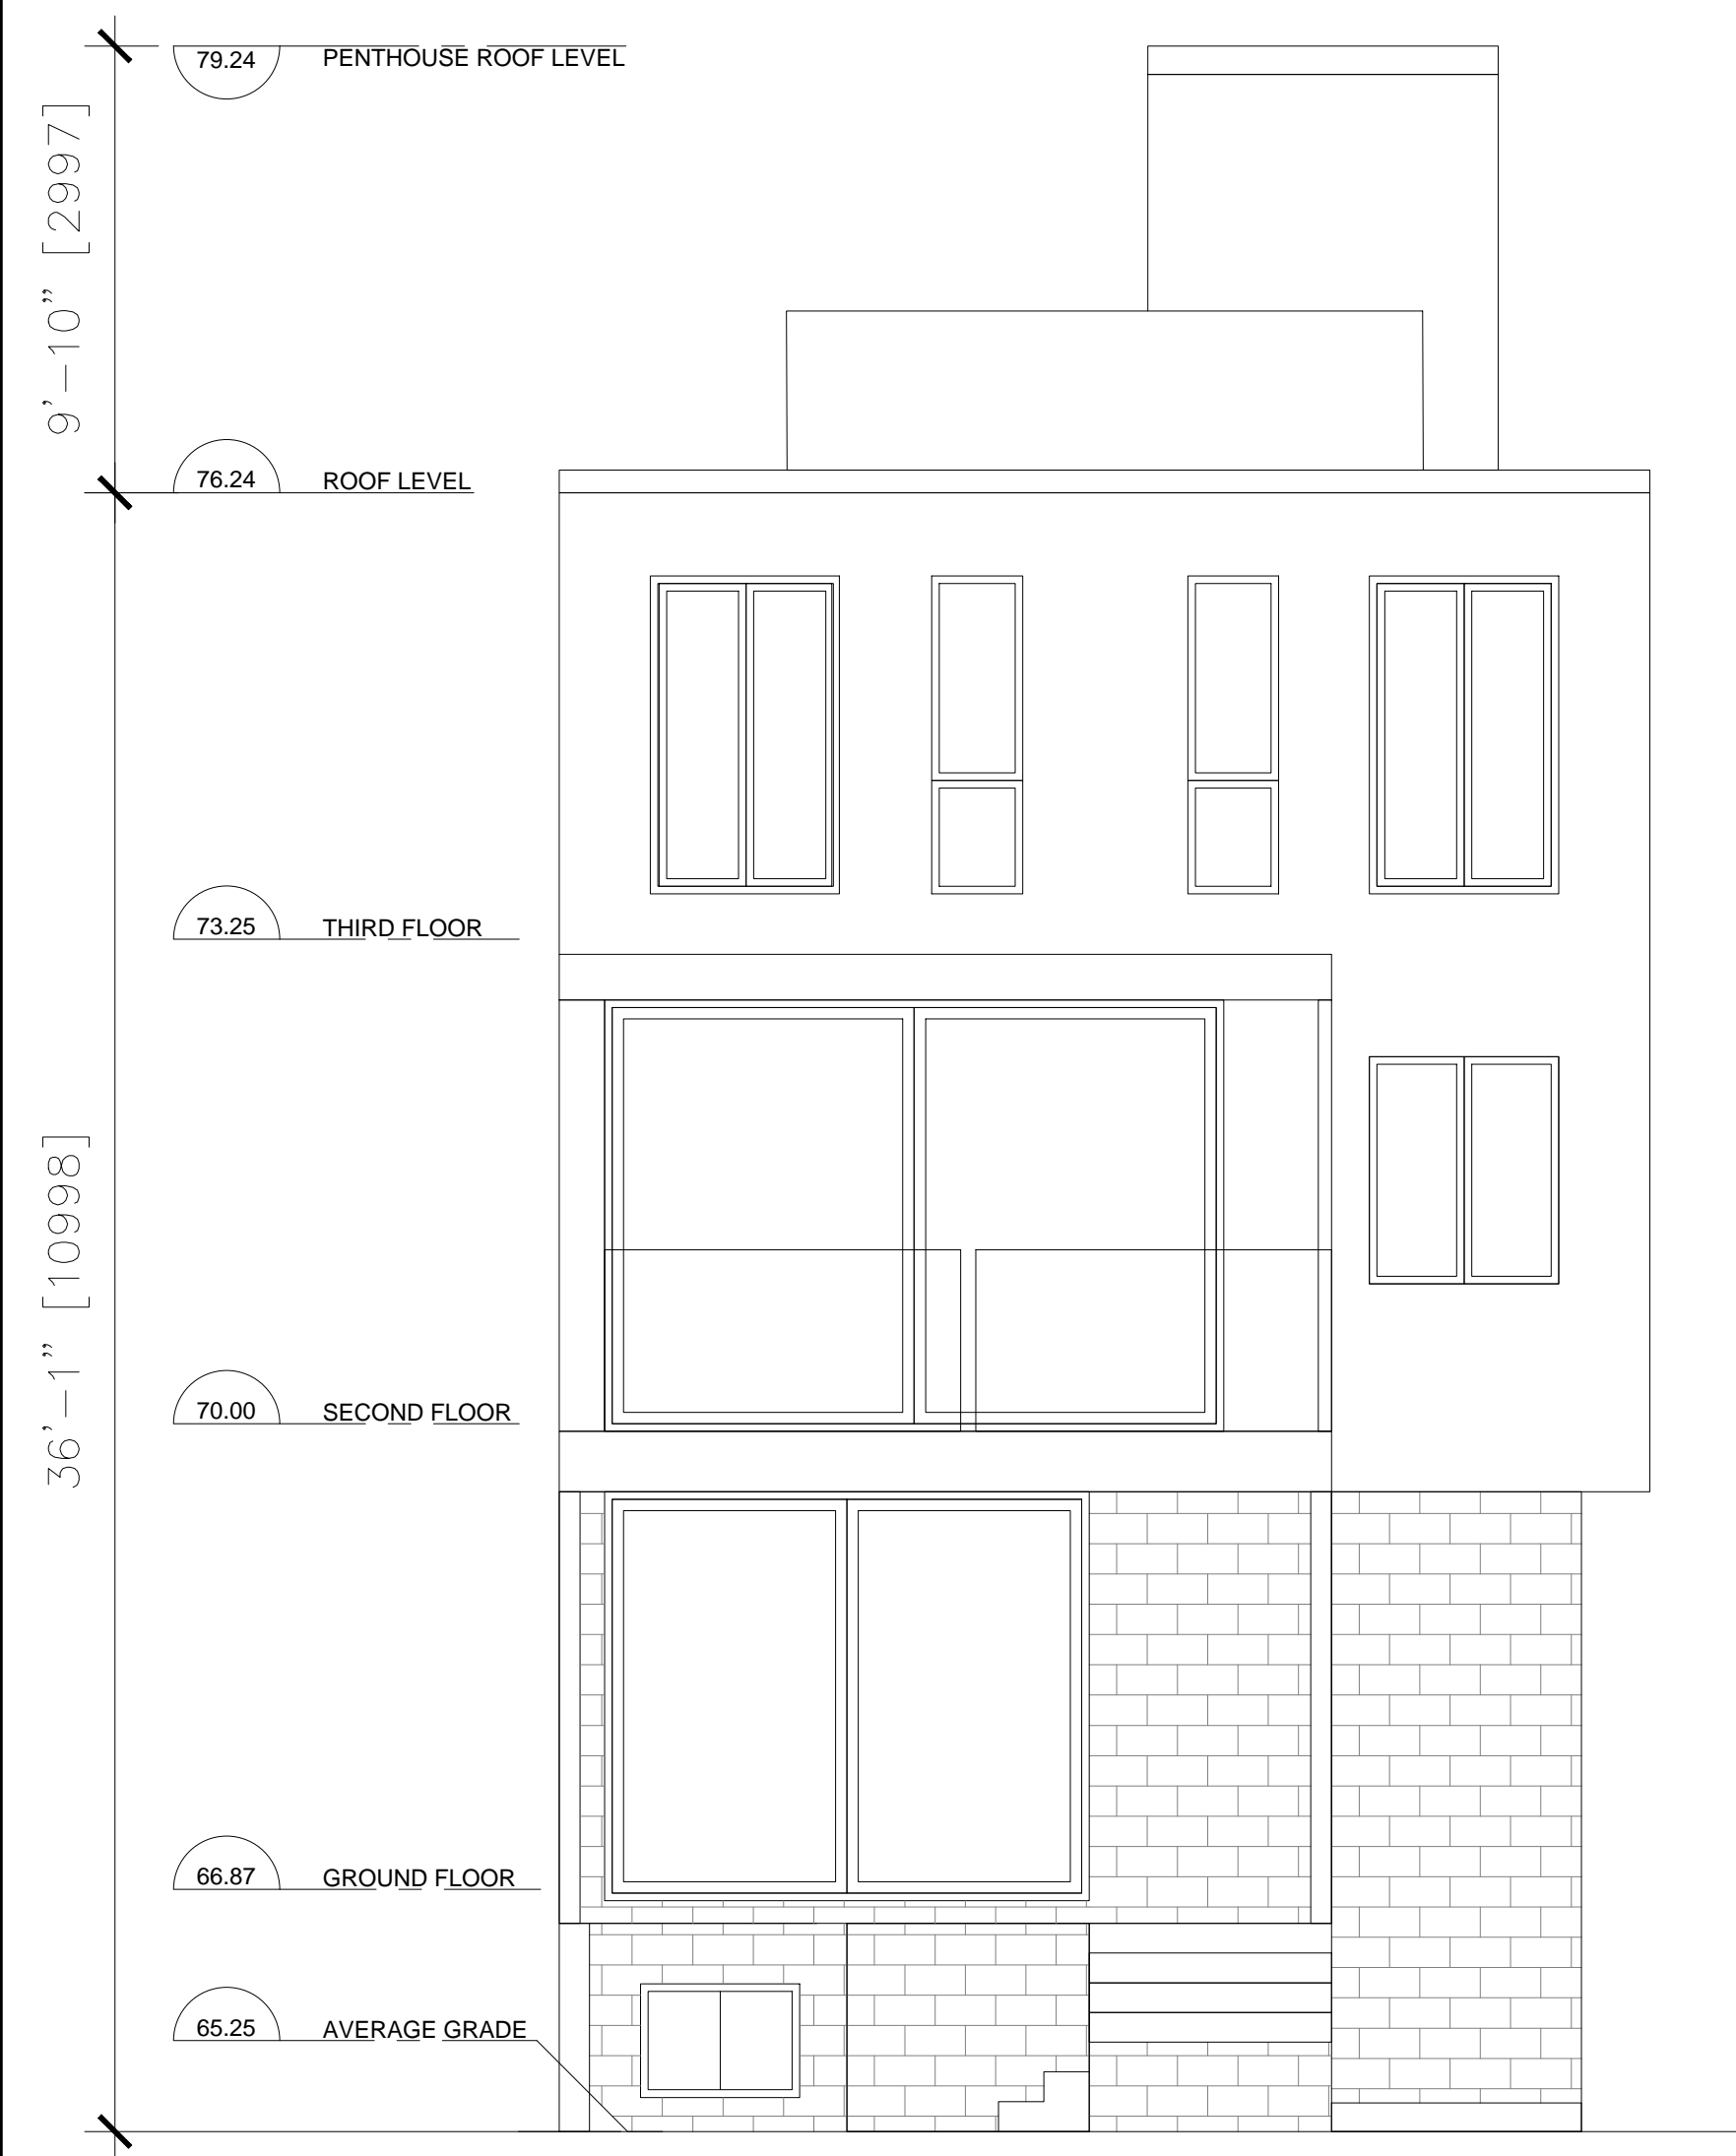 79.24 PENTHOUSE ROOF LEVEL
9'-10" [2997]
76.24 ROOF LEVEL
73.25 THIRD FLOOR
36'-1" [10998]
70.00 SECOND FLOOR
66.87 GROUND FLOOR
65.25 AVERAGE GRADE